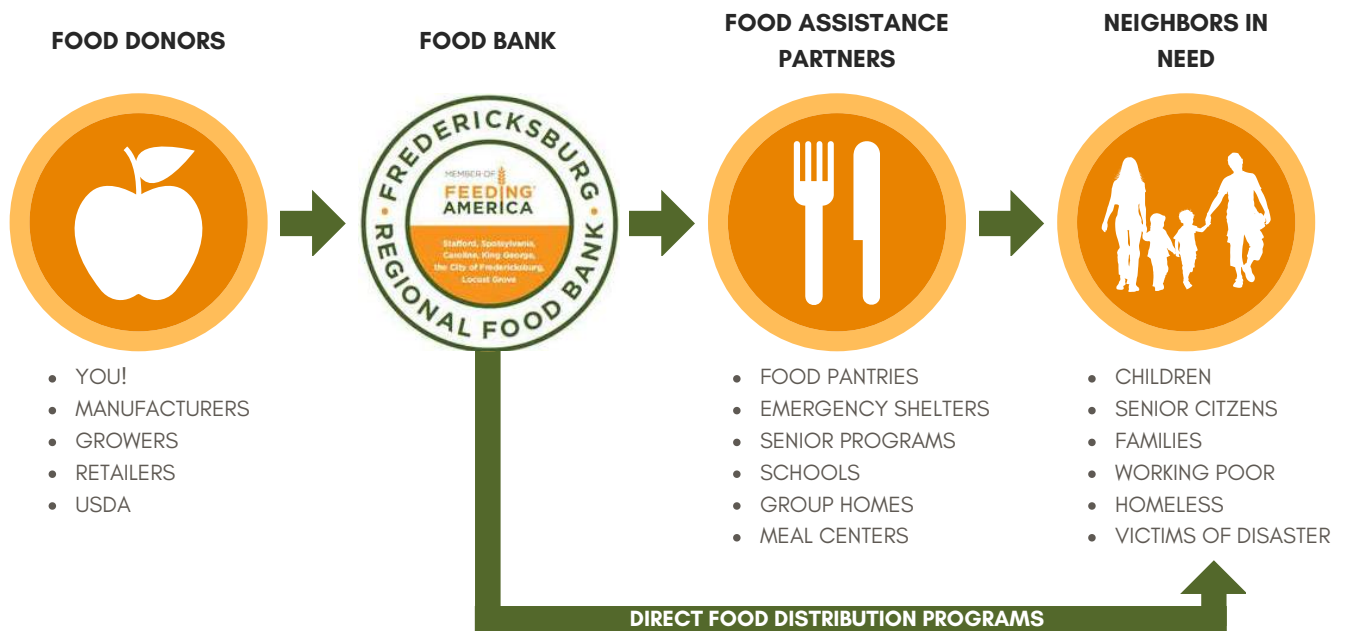 FOOD DONORS
FOOD BANK
FOOD ASSISTANCE
PARTNERS
NEIGHBORS IN
NEED
FREDERICKSBURG
REGIONAL FOOD BANK
MEMBER OF
FEEDING
AMERICA
Stafford, Spotsylvania,
Caroline, King George,
the City of Fredericksburg,
Locust Grove
YOU!
MANUFACTURERS
GROWERS
RETAILERS
USDA
FOOD PANTRIES
EMERGENCY SHELTERS
SENIOR PROGRAMS
SCHOOLS
GROUP HOMES
MEAL CENTERS
CHILDREN
SENIOR CITZENS
FAMILIES
WORKING POOR
HOMELESS
VICTIMS OF DISASTER
DIRECT FOOD DISTRIBUTION PROGRAMS